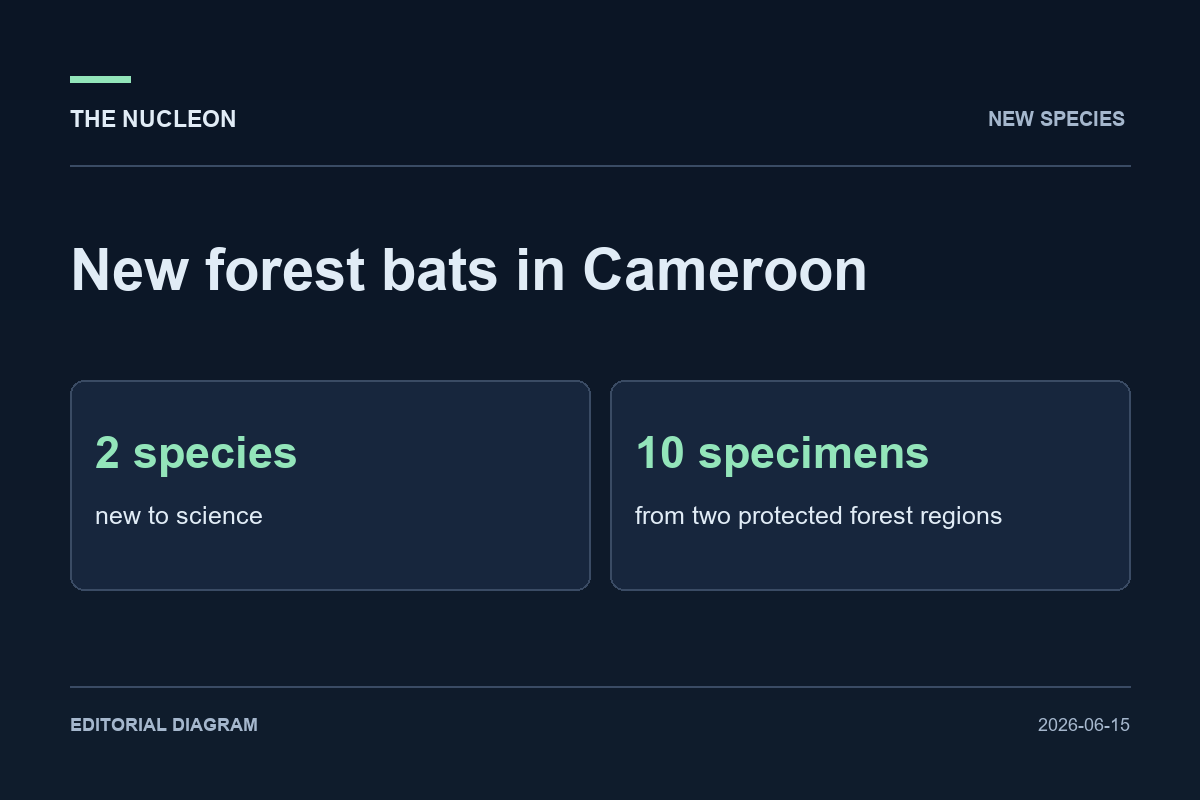 THE NUCLEON
NEW SPECIES
New forest bats in Cameroon
2 species
new to science
10 specimens
from two protected forest regions
EDITORIAL DIAGRAM
2026-06-15